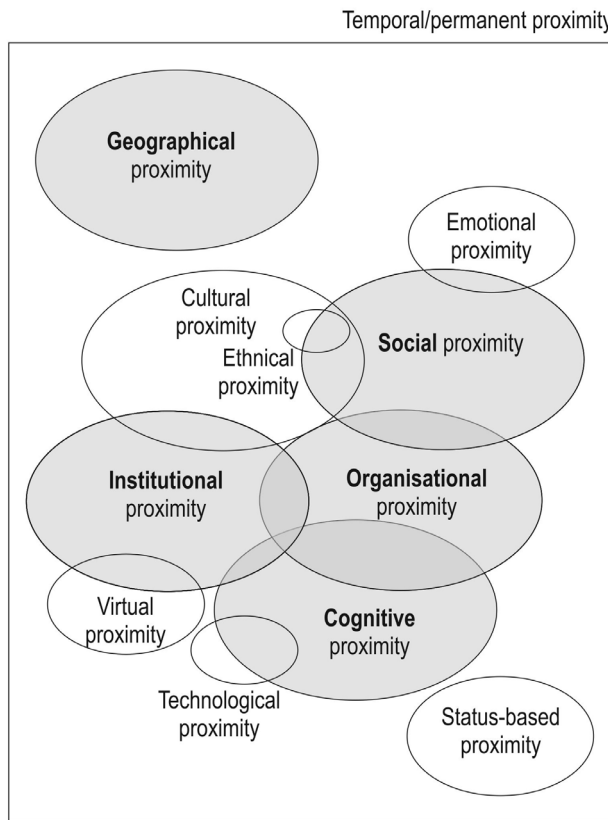 Temporal/permanent proximity
Geographical
proximity
Emotional
proximity
Cultural
proximity
Ethnical
proximity
Social proximity
Institutional
proximity
Organisational
proximity
Virtual
proximity
Cognitive
proximity
Technological
proximity
Status-based
proximity